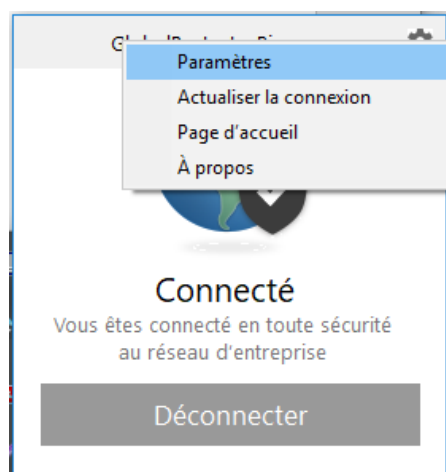 Paramètres
Actualiser la connexion
Page d'accueil
À propos
Connecté
Vous êtes connecté en toute sécurité
au réseau d'entreprise
Déconnecter